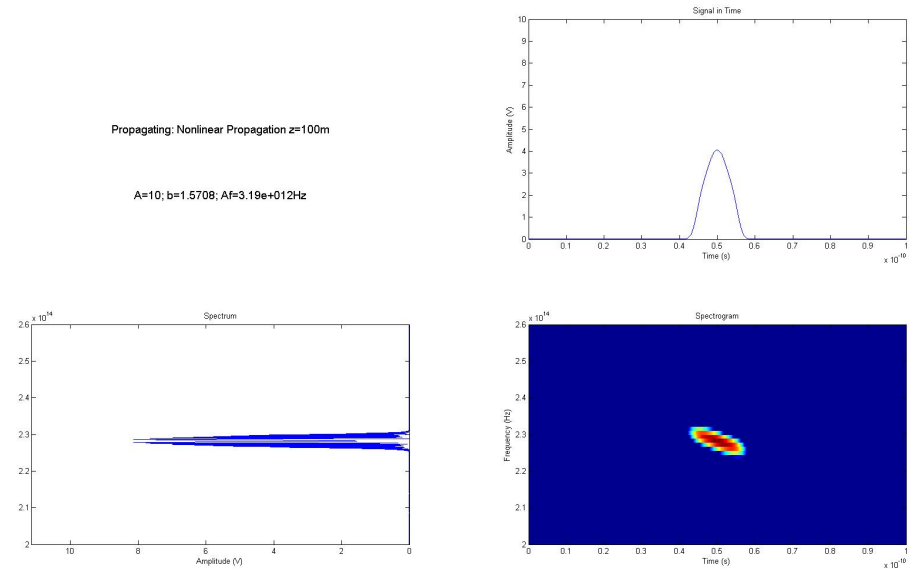 Propagating: Nonlinear Propagation z=100m
A=10; b=1.5708; Af=3.19e+012Hz
Signal in Time
10
9
8
7
6
5
4
3
2
1
0
Amplitude (V)
0 0.1 0.2 0.3 0.4 0.5 0.6 0.7 0.8 0.9 1
Time (s)
x 10^-10
Spectrum
x 10^14
2.6
2.5
2.4
2.3
2.2
2.1
2
10 8 6 4 2 0
Amplitude (V)
Spectrogram
x 10^14
2.6
2.5
2.4
2.3
2.2
2.1
2
Frequency (Hz)
0 0.1 0.2 0.3 0.4 0.5 0.6 0.7 0.8 0.9 1
Time (s)
x 10^-10